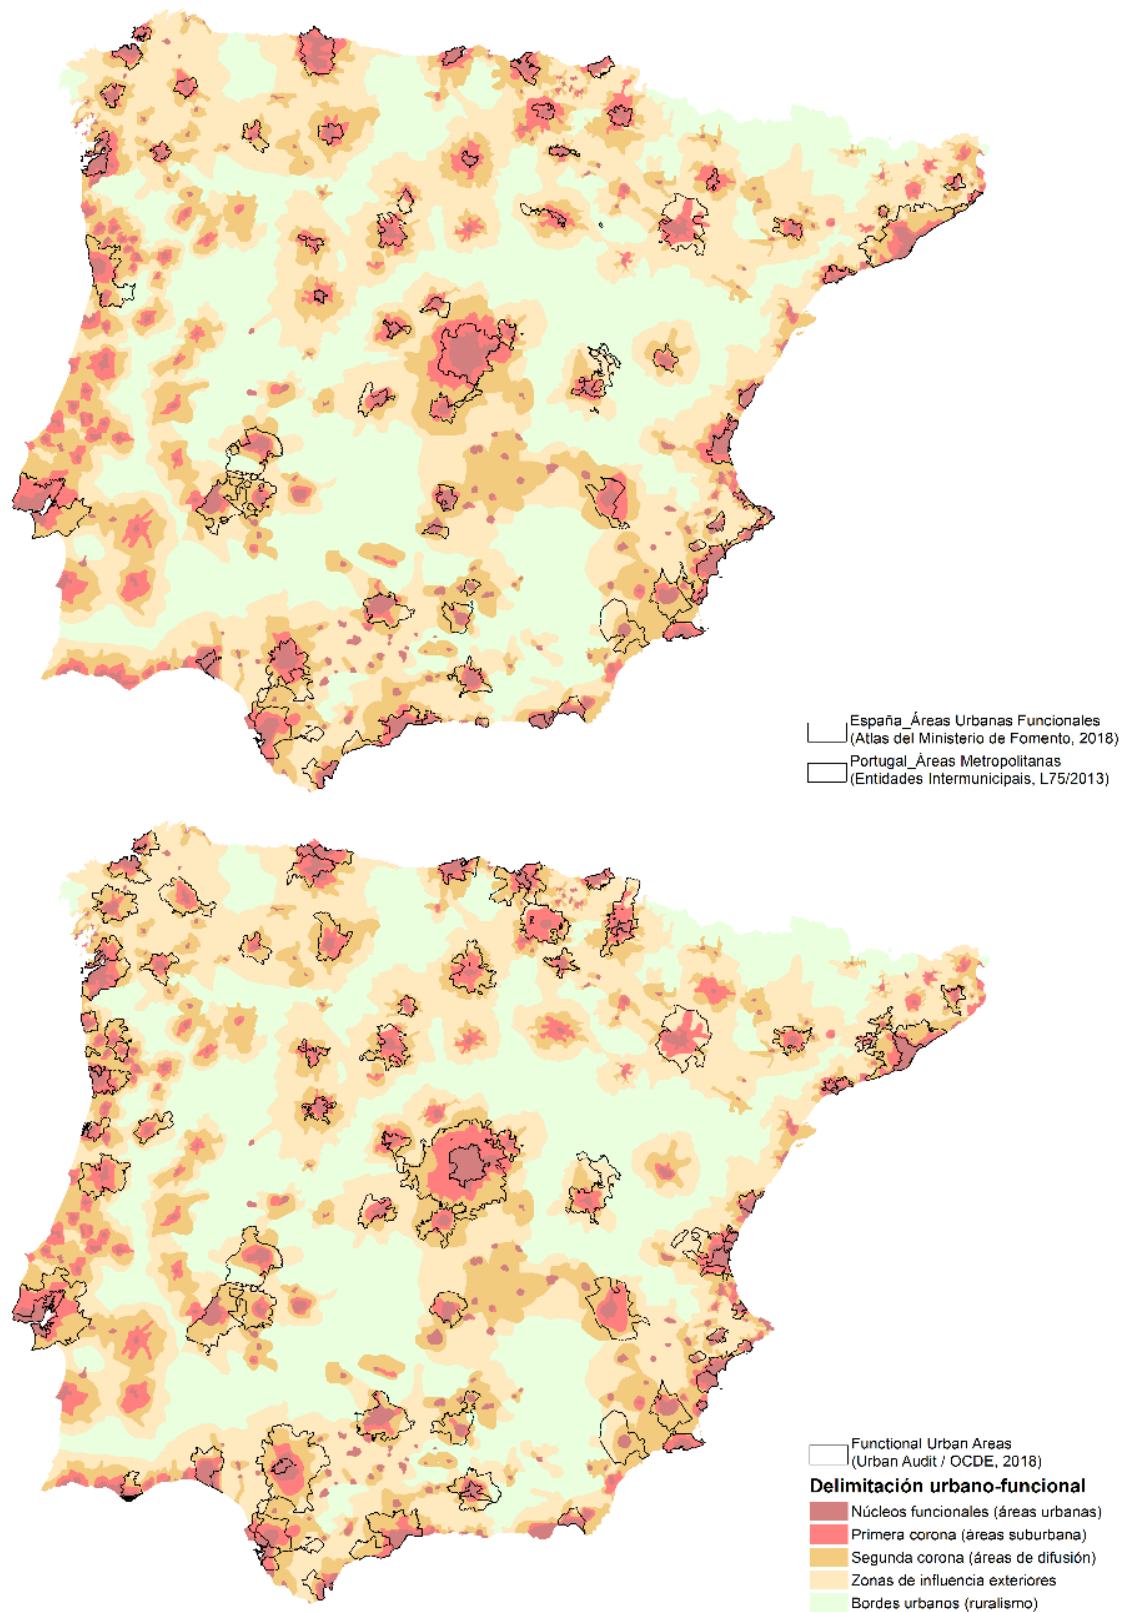 España_Áreas Urbanas Funcionales
(Atlas del Ministerio de Fomento, 2018)
Portugal_Áreas Metropolitanas
(Entidades Intermunicipais, L75/2013)
Functional Urban Areas
(Urban Audit / OCDE, 2018)
Delimitación urbano-funcional
Núcleos funcionales (áreas urbanas)
Primera corona (áreas suburbana)
Segunda corona (áreas de difusión)
Zonas de influencia exteriores
Bordes urbanos (ruralismo)